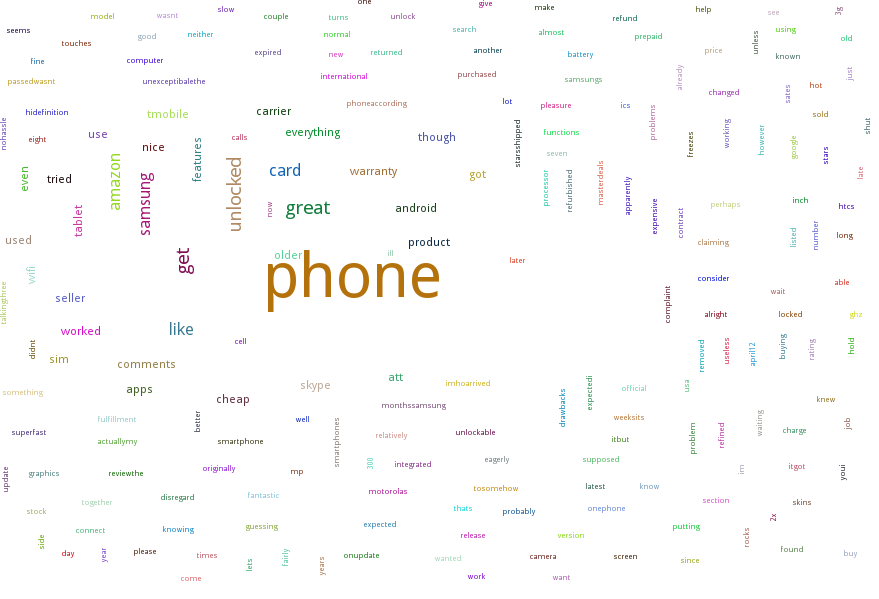 one
give
make
slow
help
see
3g
model
wasnt
couple
turns
unlock
refund
seems
search
almost
using
neither
normal
prepaid
good
old
touches
unless
another
price
expired
new
returned
battery
known
fine
computer
just
already
international
purchased
samsungs
passedwasnt
unexceptibalethe
hot
changed
sates
phoneaccording
lot
pleasure
ics
hidefinition
tmobile
carrier
sold
problems
shut
nohassle
use
everything
though
functions
working
however
eight
calls
freezes
google
nice
starsshipped
seven
stars
features
card
warranty
got
late
even
tried
amazon
processor
refurbished
masterdeals
apparently
unlocked
samsung
inch
perhaps
htcs
now
great
android
expensive
tablet
contract
number
listed
long
used
product
claiming
older
ill
get
later
wifi
phone
consider
able
seller
wait
talkingthree
complaint
alright
locked
ghz
worked
like
cell
didnt
removed
useless
april12
buying
rating
hold
sim
comments
att
imhoarrived
usa
skype
apps
official
something
expectedi
cheap
monthssamsung
drawbacks
knew
fulfillment
better
well
weeksits
waiting
job
superfast
relatively
unlockable
charge
actuallymy
smartphone
smartphones
itbut
problem
refined
300
integrated
eagerly
supposed
originally
mp
im
itgot
youi
graphics
reviewthe
update
motorolas
tosomehow
latest
know
disregard
fantastic
together
section
skins
stock
thats
probably
onephone
2x
connect
knowing
guessing
expected
putting
side
release
version
rocks
day
year
please
times
lets
fairly
years
onupdate
wanted
camera
screen
since
found
buy
come
work
want